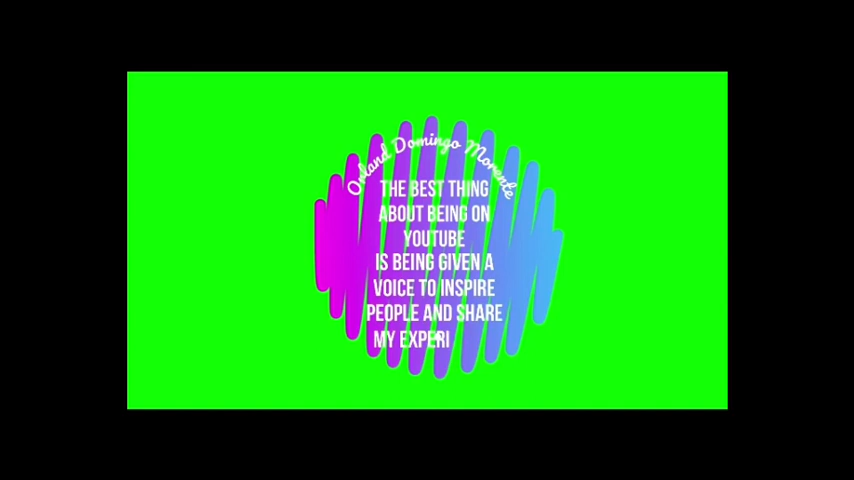 Orland Domingo Morente
THE BEST THING
ABOUT BEING ON
YOUTUBE
IS BEING GIVEN A
VOICE TO INSPIRE
PEOPLE AND SHARE
MY EXPERI